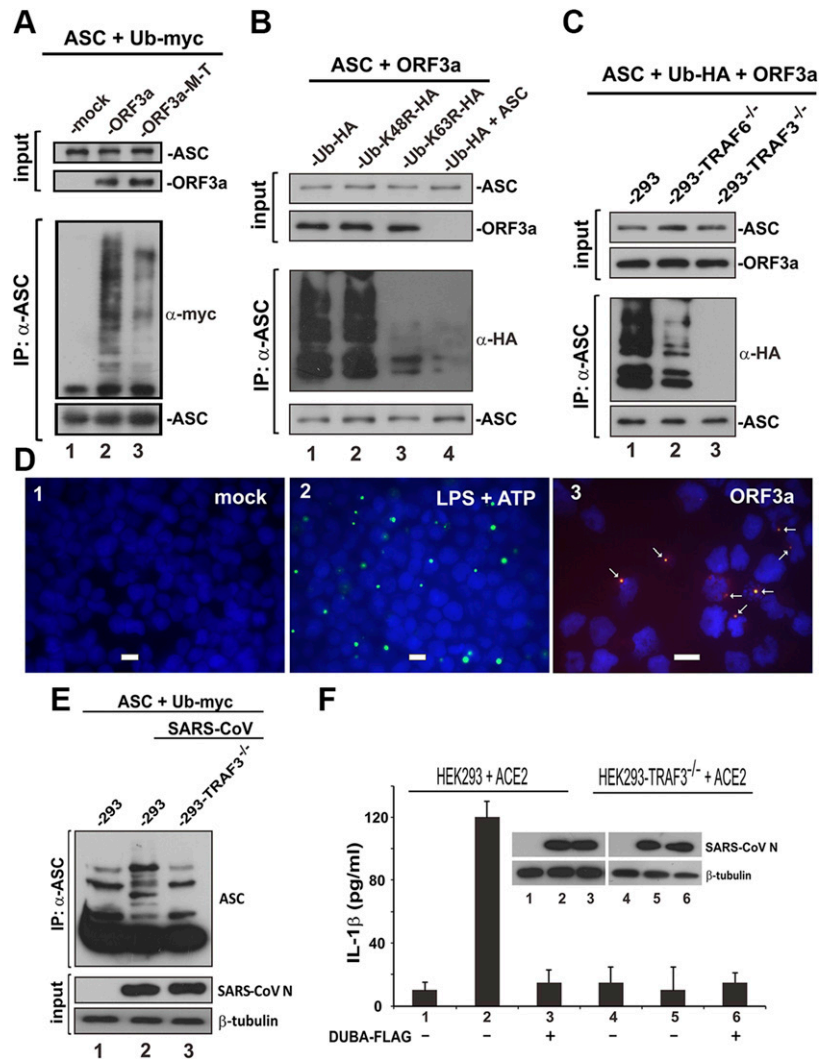 A
ASC + Ub-myc
-mock
-ORF3a
-ORF3a-M-T
input
-ASC
-ORF3a
IP: α-ASC
α-myc
-ASC
1 2 3
B
ASC + ORF3a
-Ub-HA
-Ub-K48R-HA
-Ub-K63R-HA
-Ub-HA + ASC
input
-ASC
-ORF3a
IP: α-ASC
α-HA
-ASC
1 2 3 4
C
ASC + Ub-HA + ORF3a
-293
-293-TRAF6-/-
-293-TRAF3-/-
input
-ASC
-ORF3a
IP: α-ASC
α-HA
-ASC
1 2 3
D
1 mock
2 LPS + ATP
3 ORF3a
E
ASC + Ub-myc
SARS-CoV
-293
-293
-293-TRAF3-/-
IP: α-ASC
ASC
input
SARS-CoV N
β-tubulin
1 2 3
F
HEK293 + ACE2
HEK293-TRAF3-/- + ACE2
IL-1β (pg/ml)
120
80
40
0
SARS-CoV N
β-tubulin
1 2 3 4 5 6
1 2 3 4 5 6
DUBA-FLAG − − + − − +